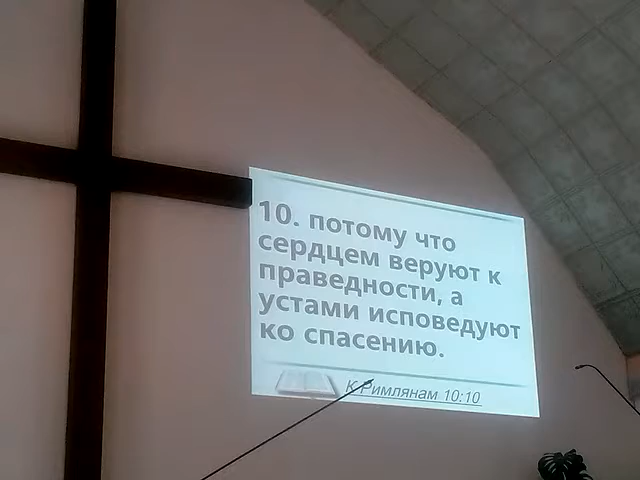 10. потому что
сердцем веруют к
праведности, а
устами исповедуют
ко спасению.
К Римлянам 10:10